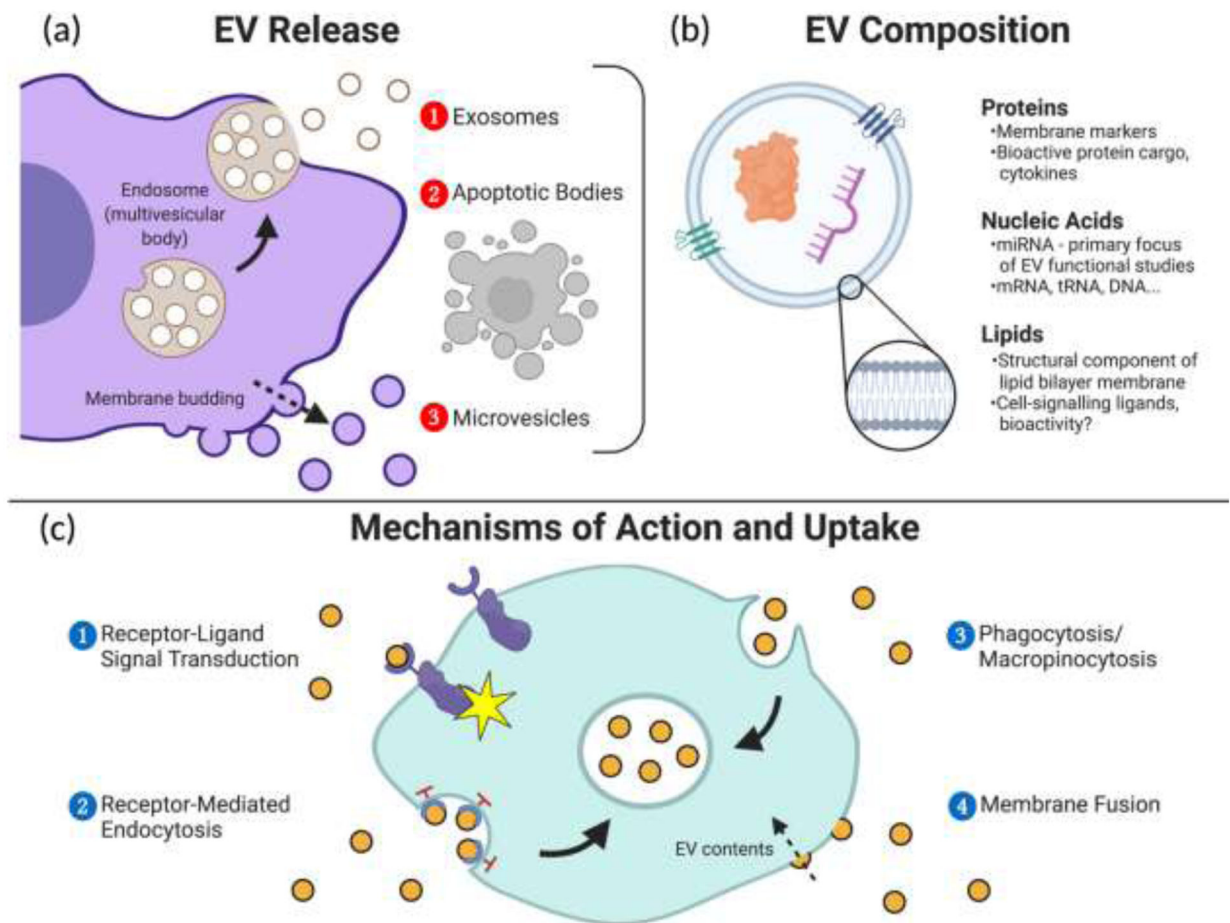 (a)
EV Release
1 Exosomes
2 Apoptotic Bodies
Endosome
(multivesicular
body)
Membrane budding
3 Microvesicles
(b)
EV Composition
Proteins
•Membrane markers
•Bioactive protein cargo,
cytokines
Nucleic Acids
•miRNA - primary focus
of EV functional studies
•mRNA, tRNA, DNA...
Lipids
•Structural component of
lipid bilayer membrane
•Cell-signalling ligands,
bioactivity?
(c)
Mechanisms of Action and Uptake
1 Receptor-Ligand
Signal Transduction
2 Receptor-Mediated
Endocytosis
3 Phagocytosis/
Macropinocytosis
4 Membrane Fusion
EV contents